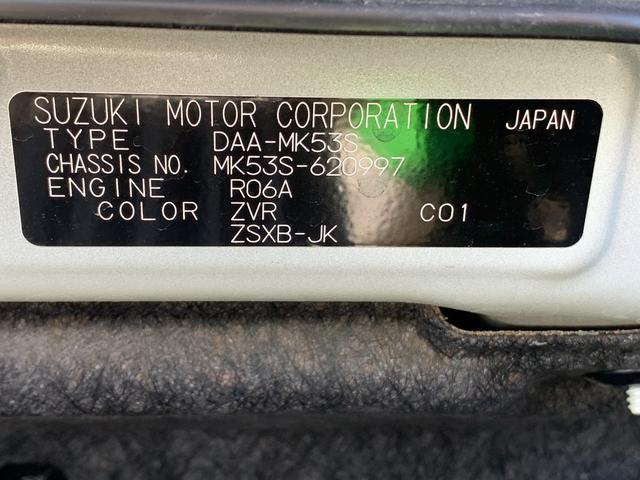 SUZUKI MOTOR CORPORATION JAPAN
TYPE DAA-MK53S
CHASSIS NO. MK53S-620997
ENGINE R06A
COLOR ZVR C01
ZSXB-JK